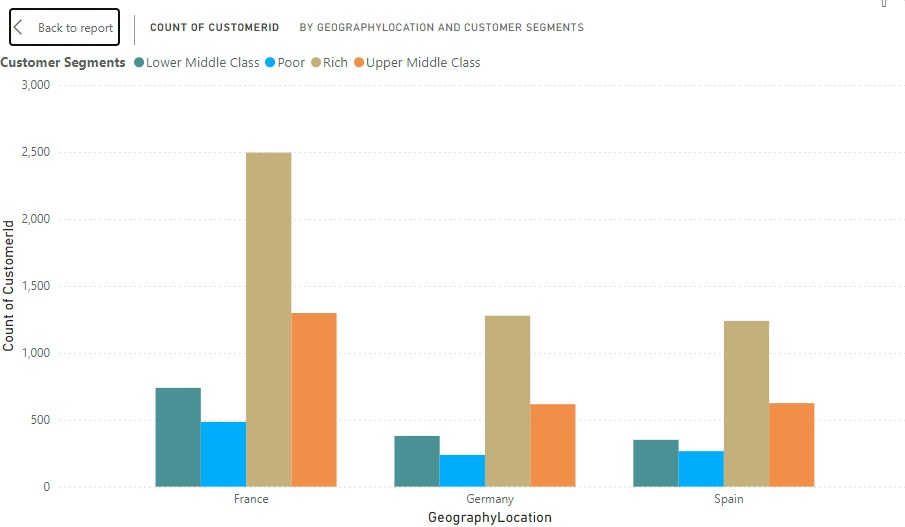 Back to report
COUNT OF CUSTOMERID BY GEOGRAPHYLOCATION AND CUSTOMER SEGMENTS
Customer Segments Lower Middle Class Poor Rich Upper Middle Class
3,000
2,500
2,000
1,500
1,000
500
0
Count of CustomerId
France Germany Spain
GeographyLocation